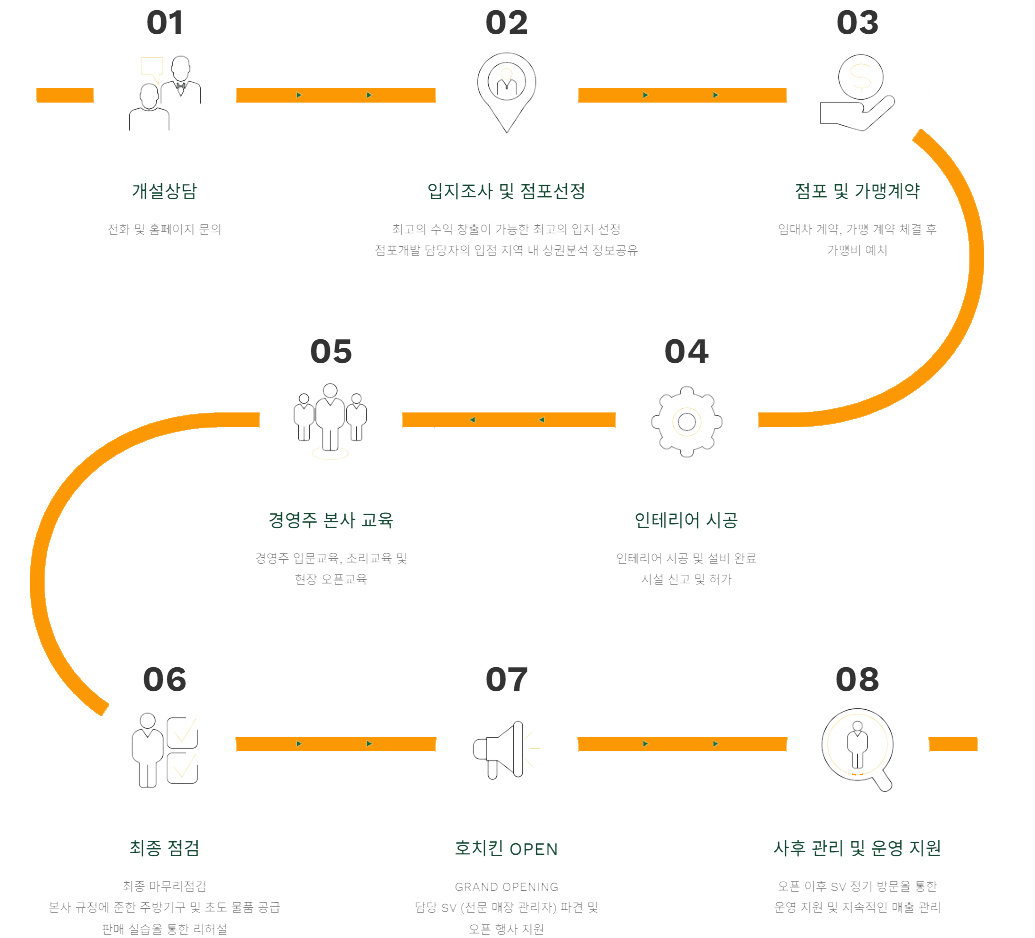 01
개설상담
전화 및 홈페이지 문의
02
입지조사 및 점포선정
최고의 수익 창출이 가능한 최고의 입지 선정
점포개발 담당자의 입점 지역 내 상권분석 정보공유
03
점포 및 가맹계약
임대차 계약, 가맹 계약 체결 후
가맹비 예치
04
인테리어 시공
인테리어 시공 및 설비 완료
시설 신고 및 허가
05
경영주 본사 교육
경영주 입문교육, 조리교육 및
현장 오픈교육
06
최종 점검
최종 마무리점검
본사 규정에 준한 주방기구 및 초도 물품 공급
판매 실습을 통한 리허설
07
호치킨 OPEN
GRAND OPENING
담당 SV (전문 매장 관리자) 파견 및
오픈 행사 지원
08
사후 관리 및 운영 지원
오픈 이후 SV 정기 방문을 통한
운영 지원 및 지속적인 매출 관리